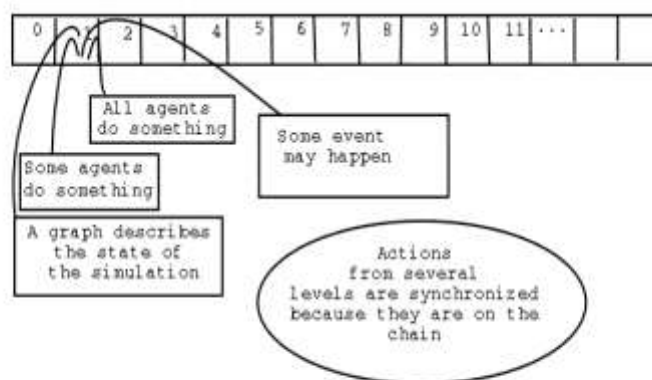 0 1 2 3 4 5 6 7 8 9 10 11 ...
All agents
do something
Some event
may happen
Some agents
do something
A graph describes
the state of
the simulation
Actions
from several
levels are synchronized
because they are on the
chain